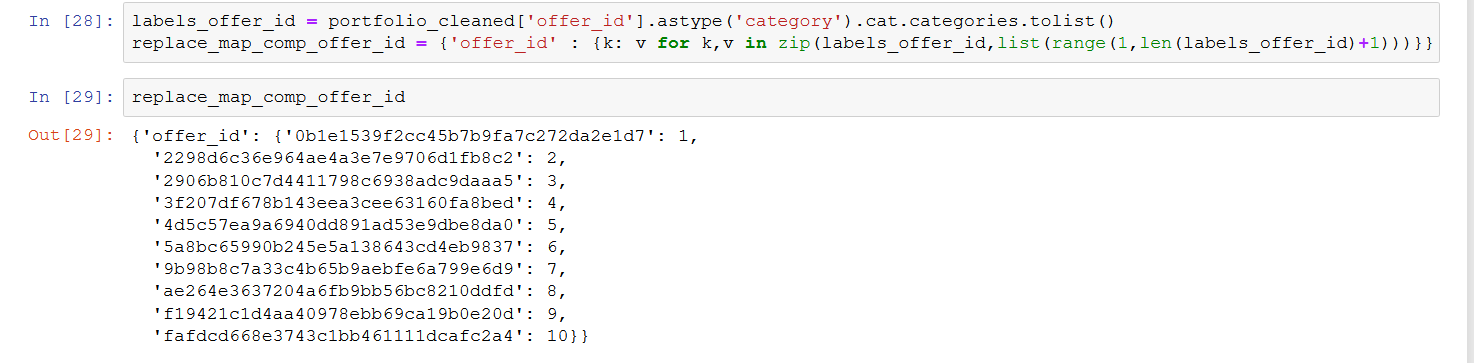 In [28]: labels_offer_id = portfolio_cleaned['offer_id'].astype('category').cat.categories.tolist()
replace_map_comp_offer_id = {'offer_id' : {k: v for k,v in zip(labels_offer_id,list(range(1,len(labels_offer_id)+1)))}}
In [29]: replace_map_comp_offer_id
Out[29]: {'offer_id': {'0b1e1539f2cc45b7b9fa7c272da2e1d7': 1,
'2298d6c36e964ae4a3e7e9706d1fb8c2': 2,
'2906b810c7d4411798c6938adc9daaa5': 3,
'3f207df678b143eea3cee63160fa8bed': 4,
'4d5c57ea9a6940dd891ad53e9dbe8da0': 5,
'5a8bc65990b245e5a138643cd4eb9837': 6,
'9b98b8c7a33c4b65b9aebfe6a799e6d9': 7,
'ae264e3637204a6fb9bb56bc8210ddfd': 8,
'f19421c1d4aa40978ebb69ca19b0e20d': 9,
'fafdcd668e3743c1bb461111dcafc2a4': 10}}